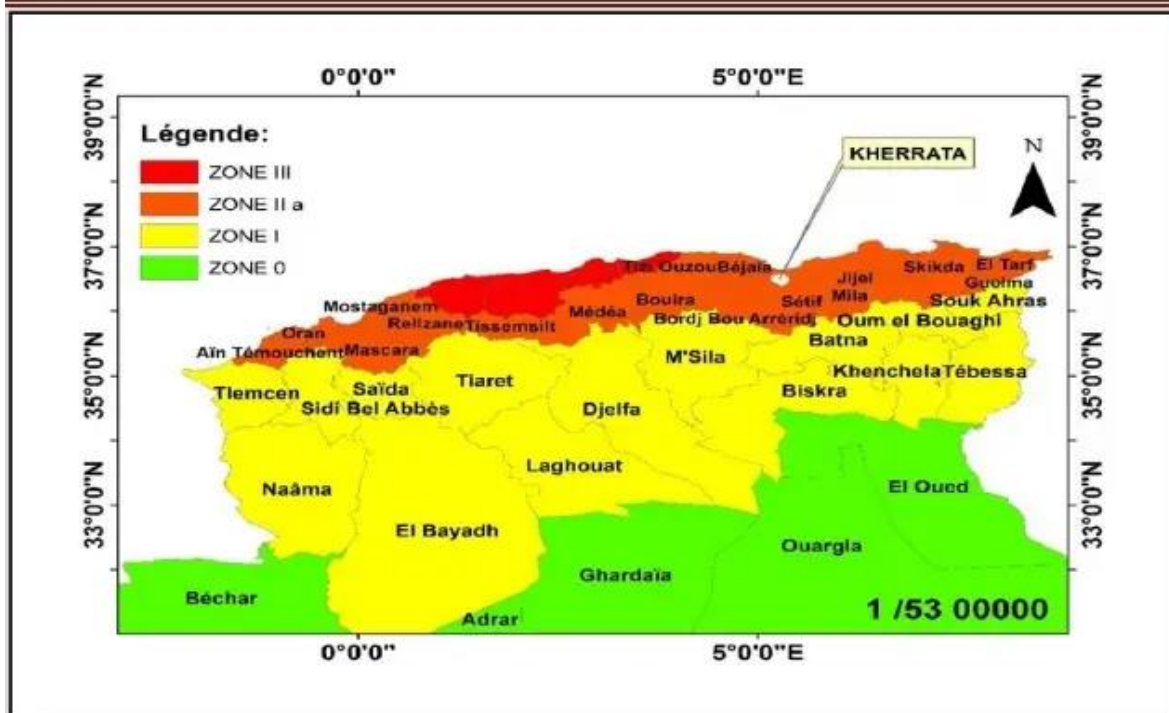 0°0'0" 5°0'0"E
39°0'0"N
37°0'0"N
35°0'0"N
33°0'0"N
Légende:
ZONE III
ZONE II a
ZONE I
ZONE 0
KHERRATA
N
39°0'0"N
37°0'0"N
35°0'0"N
33°0'0"N
Tizi Ouzou Béjaia Skikda El Tarf
Jijel Guolma
Mostaganem Bouira Sétif Mila Souk Ahras
Oran Relizane Tissemsilt Médéa Bordj Bou Arréridj Oum el Bouaghi
Aïn Témouchent Mascara Batna
M'Sila
Tlemcen Saïda Tiaret Khenchela Tébessa
Sidi Bel Abbès Djelfa Biskra
Naâma Laghouat El Oued
El Bayadh Ouargla
Béchar Ghardaïa
Adrar 1 /53 00000
0°0'0" 5°0'0"E